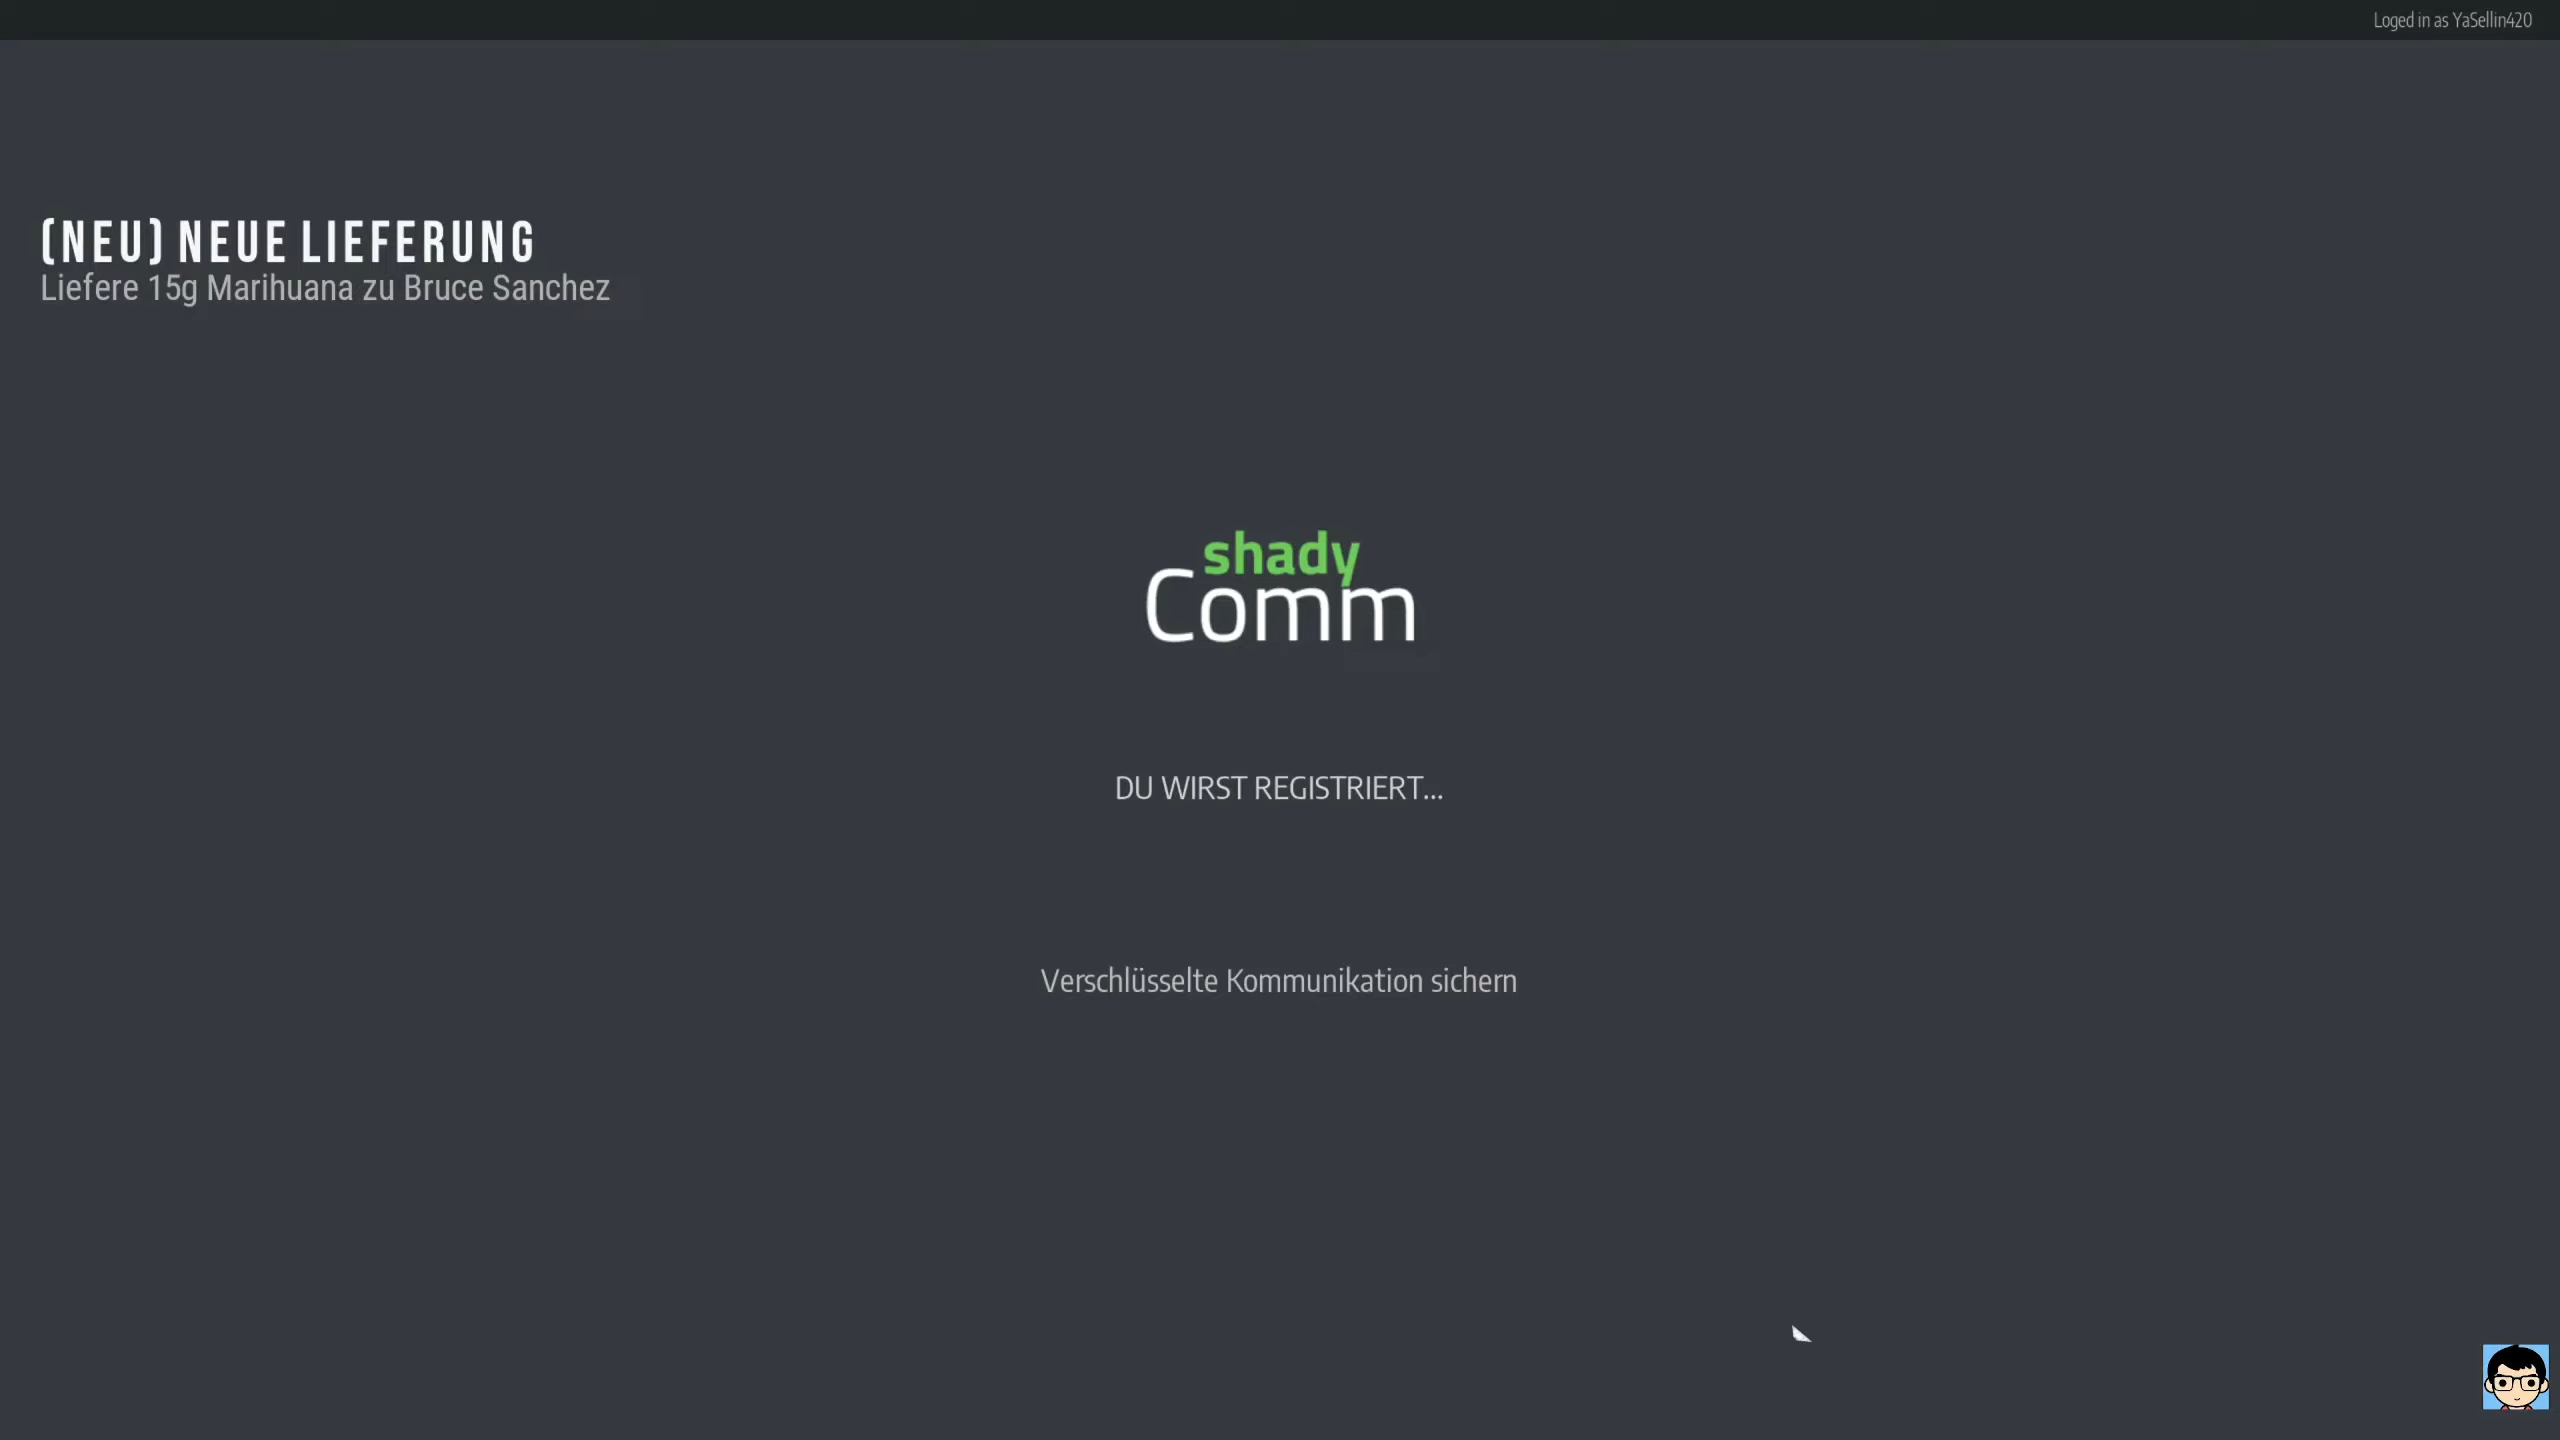 Loged in as YaSellin420
(NEU) NEUE LIEFERUNG
Liefere 15g Marihuana zu Bruce Sanchez
shady
Comm
DU WIRST REGISTRIERT...
Verschlüsselte Kommunikation sichern